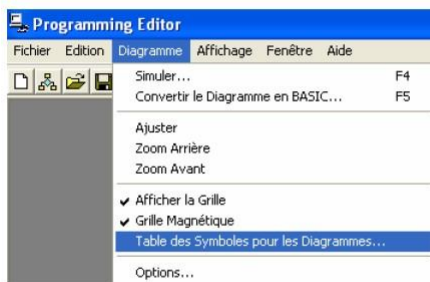 Programming Editor
Fichier Edition Diagramme Affichage Fenêtre Aide
Simuler... F4
Convertir le Diagramme en BASIC... F5
Ajuster
Zoom Arrière
Zoom Avant
Afficher la Grille
Grille Magnétique
Table des Symboles pour les Diagrammes...
Options...